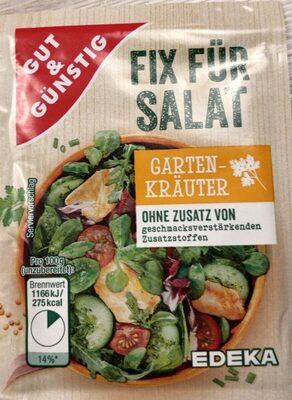 GUT &
GÜNSTIG
FIX FÜR
SALAT
GARTEN-
KRÄUTER
OHNE ZUSATZ VON
geschmacksverstärkenden
Zusatzstoffen
Serviervorschlag
Pro 100g
(unzubereitet):
Brennwert
1166 kJ/
275 kcal
14%*
EDEKA